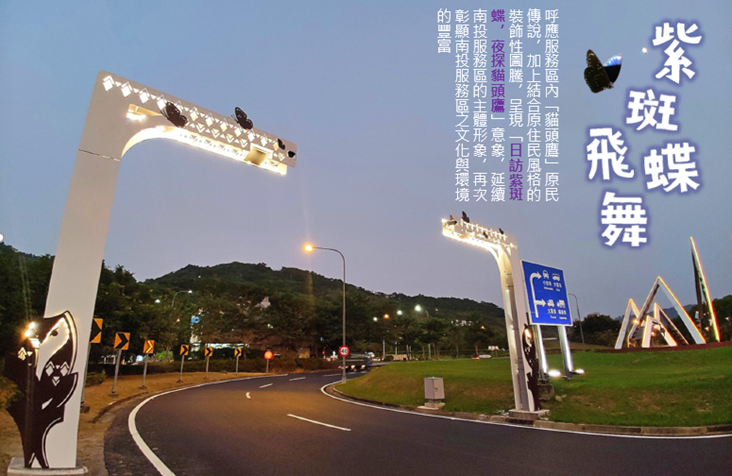 紫斑蝶
飛舞
呼應服務區內「貓頭鷹」原民
傳說，加上結合原住民風格的
裝飾性圖騰，呈現「日訪紫斑
蝶，夜探貓頭鷹」意象，延續
南投服務區的主體形象，再次
彰顯南投服務區之文化與環境
的豐富